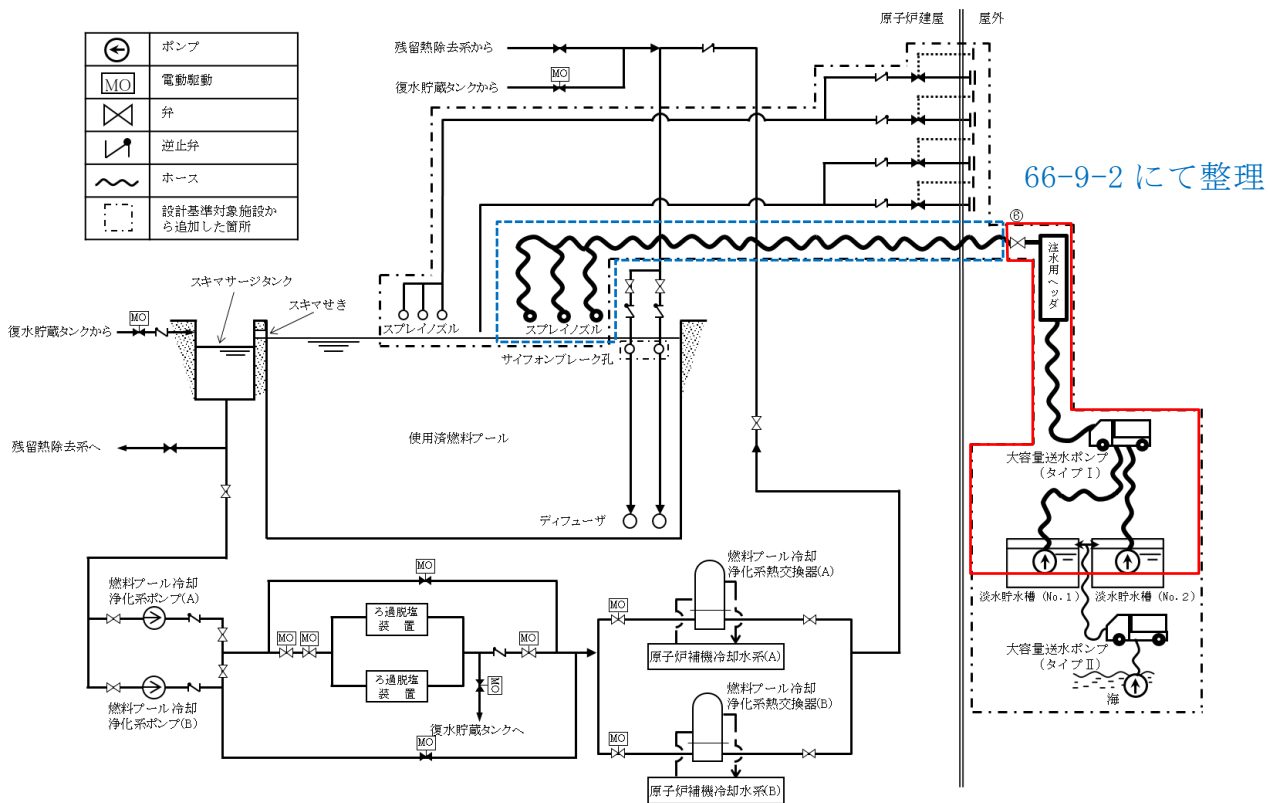 ポンプ
MO
電動駆動
弁
逆止弁
ホース
設計基準対象施設か
ら追加した箇所
残留熱除去系から
MO
復水貯蔵タンクから
原子炉建屋
屋外
66-9-2 にて整理
Ⓑ
注水用ヘッダ
スキマサージタンク
スキマせき
MO
復水貯蔵タンクから
スプレイノズル
スプレイノズル
サイフォンブレーク孔
使用済燃料プール
残留熱除去系へ
ディフューザ
大容量送水ポンプ
(タイプⅠ)
淡水貯水槽 (No.1)
淡水貯水槽 (No.2)
大容量送水ポンプ
(タイプⅡ)
海
燃料プール冷却
浄化系ポンプ(A)
燃料プール冷却
浄化系ポンプ(B)
MO
MO
MO
ろ過脱塩
装 置
ろ過脱塩
装 置
MO
MO
復水貯蔵タンクへ
MO
燃料プール冷却
浄化系熱交換器(A)
MO
原子炉補機冷却水系(A)
燃料プール冷却
浄化系熱交換器(B)
MO
原子炉補機冷却水系(B)